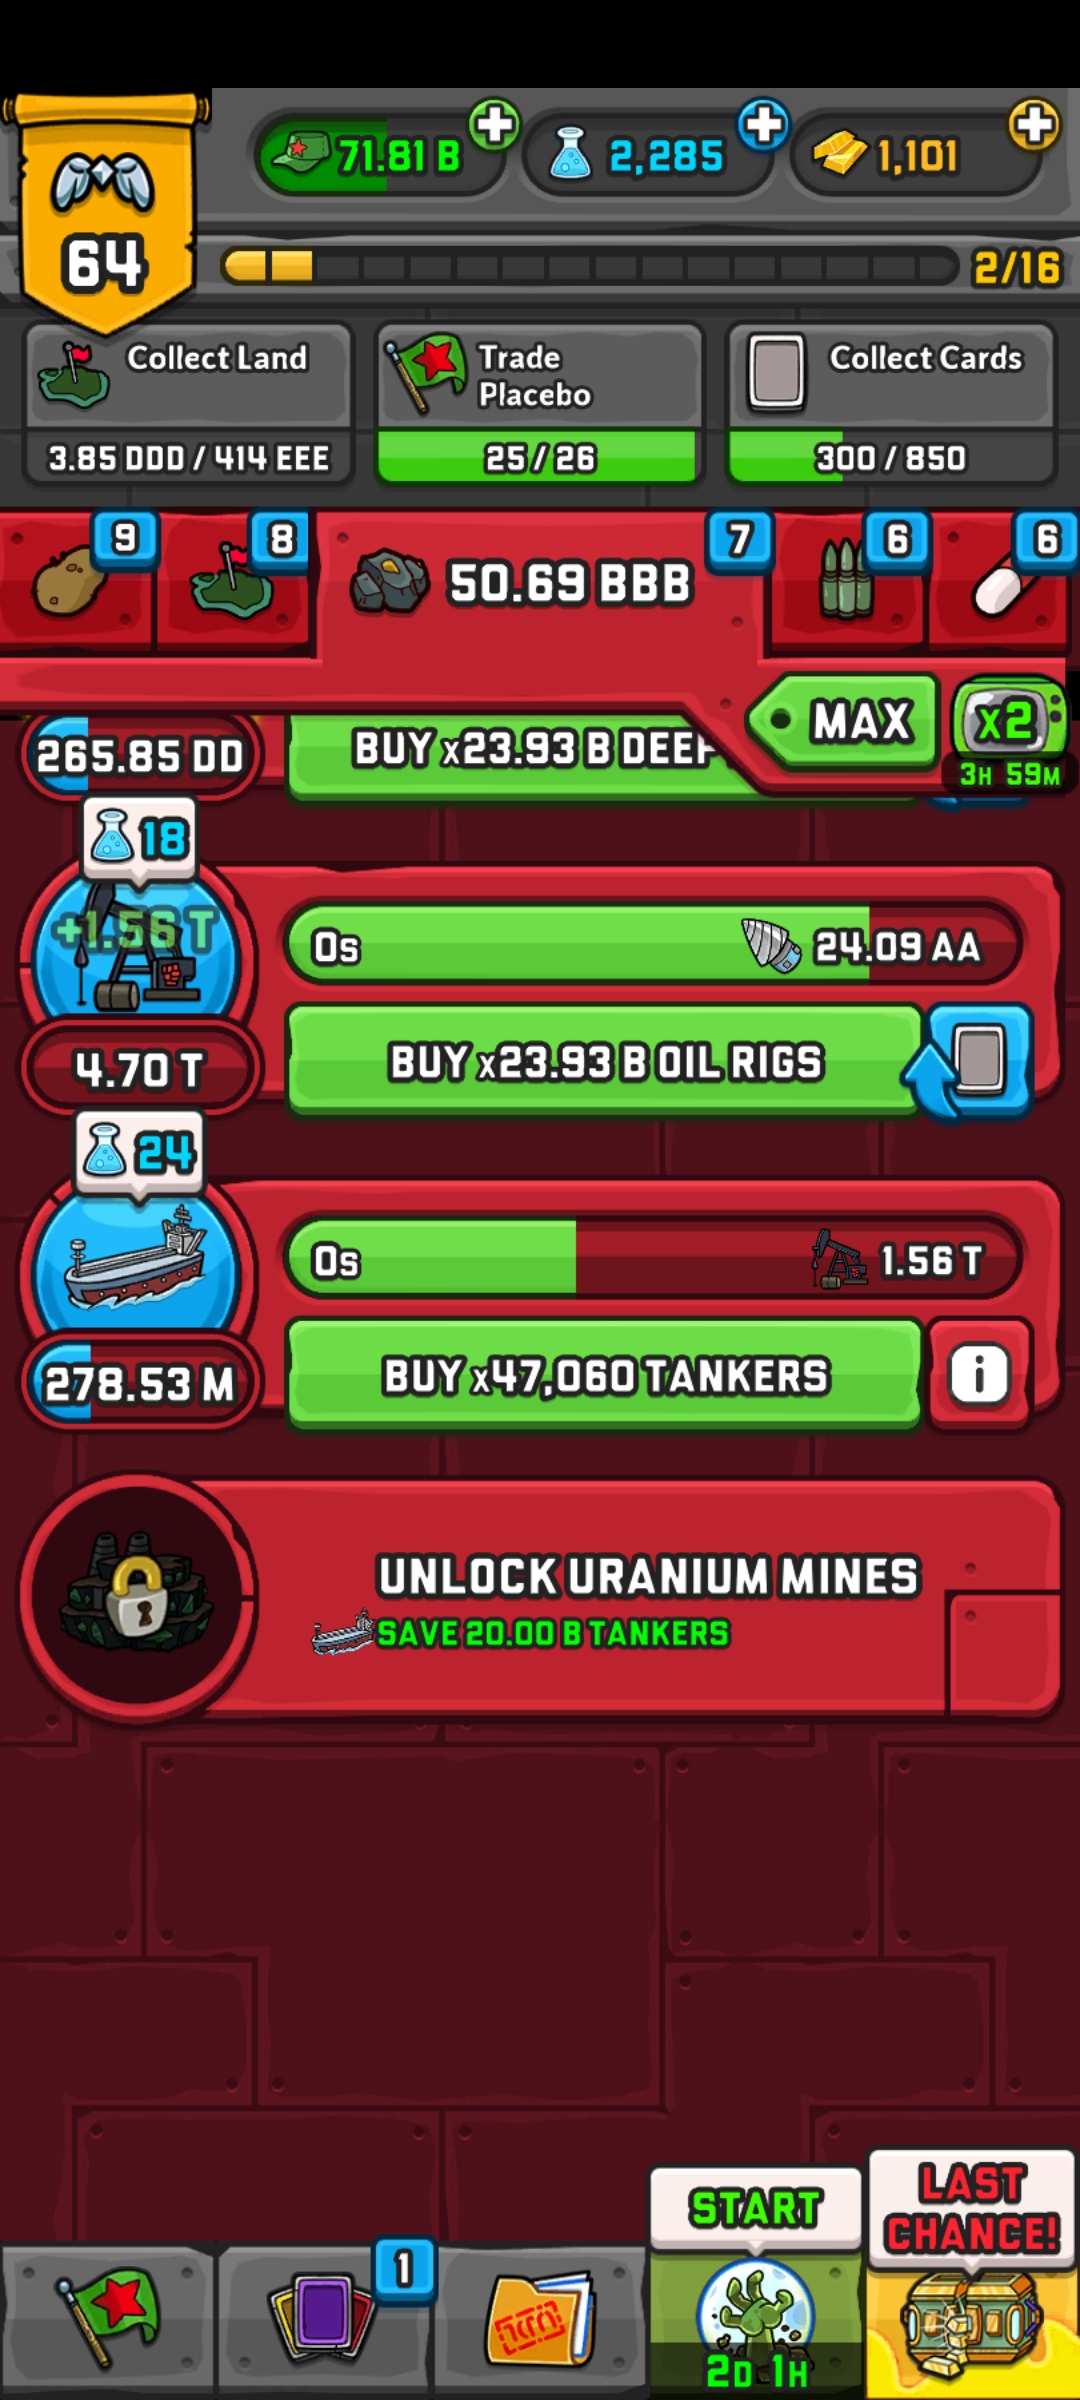 71.81 B
2,285
1,101
64
2/16
Collect Land
3.85 DDD / 414 EEE
Trade
Placebo
25 / 26
Collect Cards
300 / 850
9
8
50.69 BBB
7
6
6
MAX
x2
3H 59M
265.85 DD
BUY x23.93 B DEEP
18
+1.56 T
0s
24.09 AA
4.70 T
BUY x23.93 B OIL RIGS
24
0s
1.56 T
278.53 M
BUY x47,060 TANKERS
i
UNLOCK URANIUM MINES
SAVE 20.00 B TANKERS
START
LAST
CHANCE!
1
2D 1H